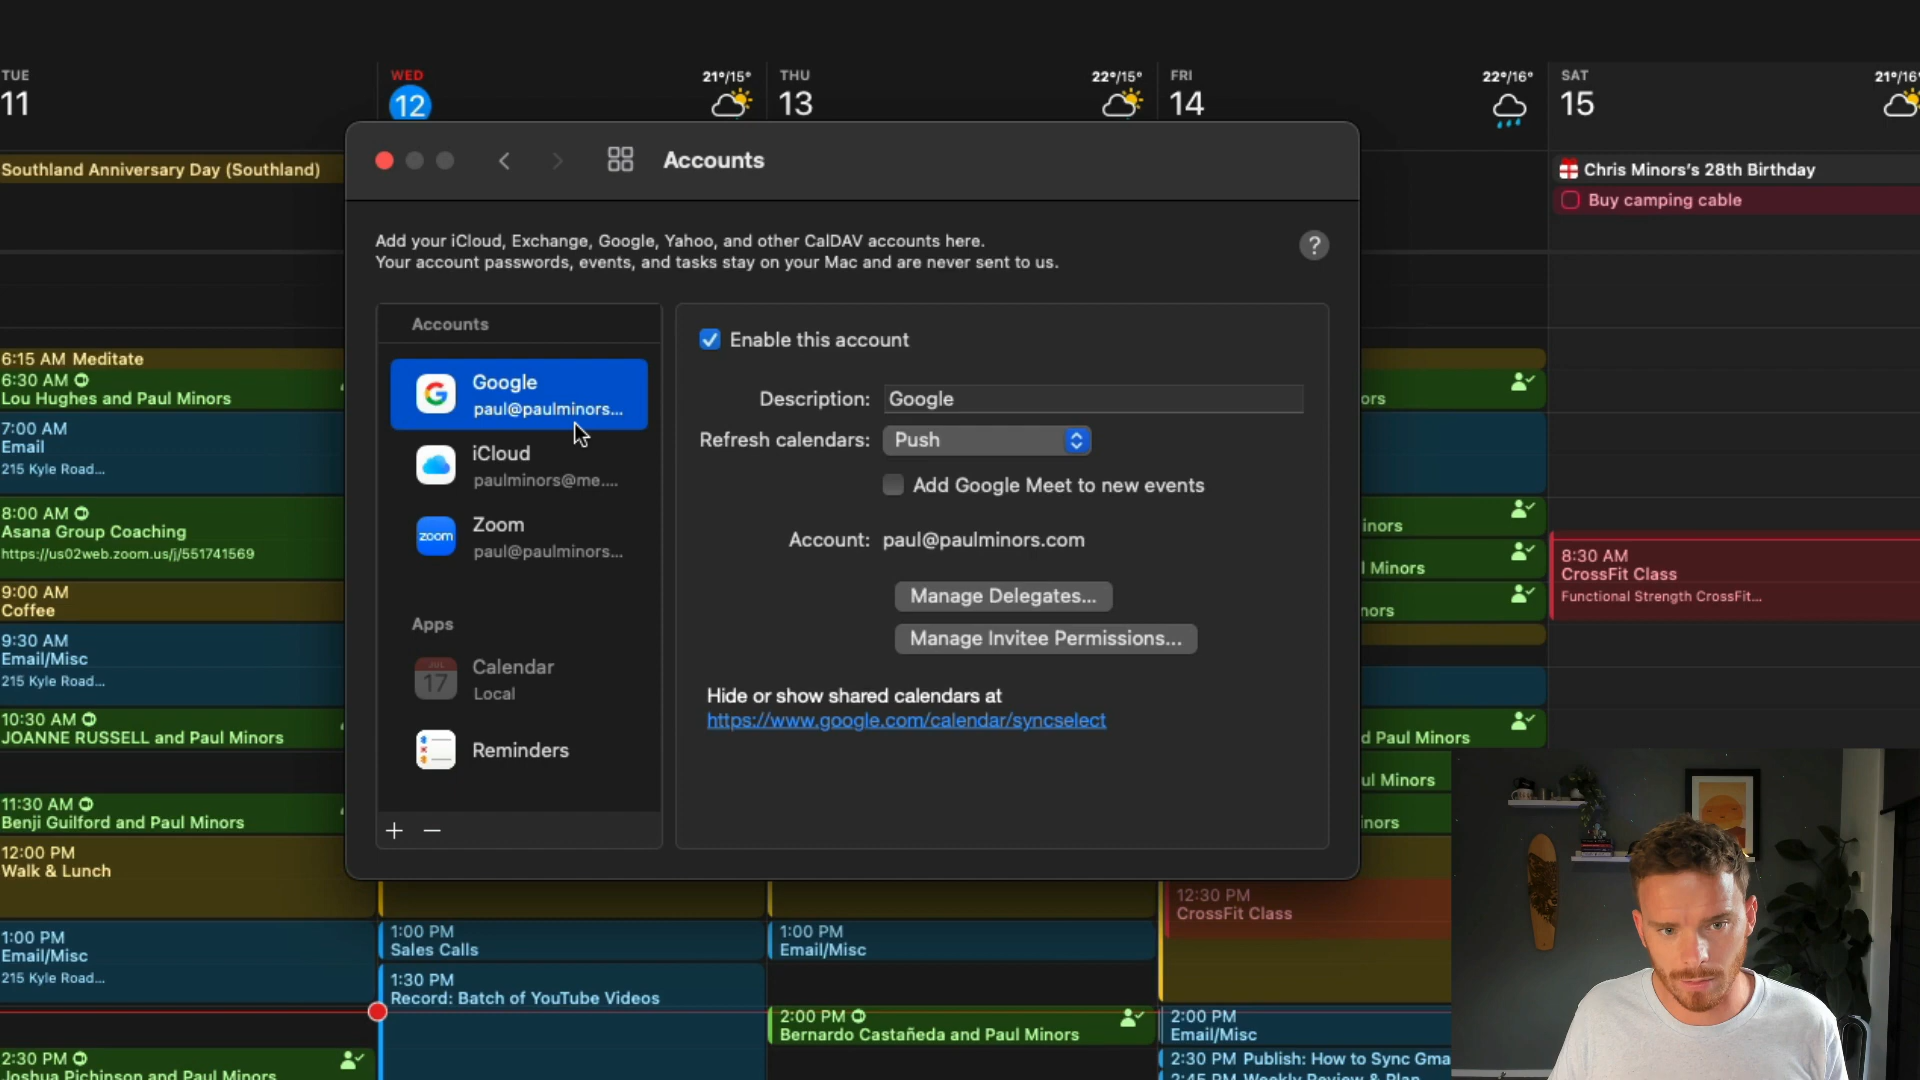 TUE
11
WED
12
21°/15°
THU
13
22°/15°
FRI
14
22°/16°
SAT
15
21°/16°
Southland Anniversary Day (Southland)
Chris Minors's 28th Birthday
Buy camping cable
Accounts
Add your iCloud, Exchange, Google, Yahoo, and other CalDAV accounts here.
Your account passwords, events, and tasks stay on your Mac and are never sent to us.
?
Accounts
Google
paul@paulminors...
iCloud
paulminors@me....
zoom
Zoom
paul@paulminors...
Apps
JUL
17
Calendar
Local
Reminders
+ −
Enable this account
Description: Google
Refresh calendars: Push
Add Google Meet to new events
Account: paul@paulminors.com
Manage Delegates...
Manage Invitee Permissions...
Hide or show shared calendars at
https://www.google.com/calendar/syncselect
6:15 AM Meditate
6:30 AM
Lou Hughes and Paul Minors
7:00 AM
Email
215 Kyle Road...
8:00 AM
Asana Group Coaching
https://us02web.zoom.us/j/551741569
9:00 AM
Coffee
9:30 AM
Email/Misc
215 Kyle Road...
10:30 AM
JOANNE RUSSELL and Paul Minors
11:30 AM
Benji Guilford and Paul Minors
12:00 PM
Walk & Lunch
1:00 PM
Email/Misc
215 Kyle Road...
2:30 PM
Joshua Pichinson and Paul Minors
1:00 PM
Sales Calls
1:30 PM
Record: Batch of YouTube Videos
1:00 PM
Email/Misc
2:00 PM
Bernardo Castañeda and Paul Minors
ors
inors
l Minors
nors
d Paul Minors
ul Minors
inors
12:30 PM
CrossFit Class
2:00 PM
Email/Misc
2:30 PM Publish: How to Sync Gma
2:45 PM Weekly Review & Plan
8:30 AM
CrossFit Class
Functional Strength CrossFit...